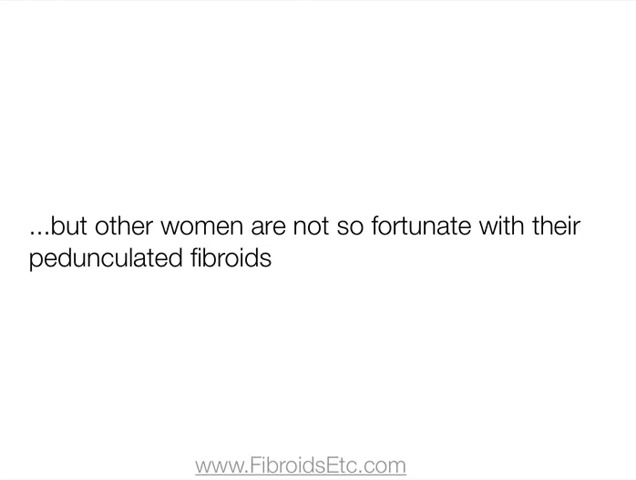 ...but other women are not so fortunate with their
pedunculated fibroids
www.FibroidsEtc.com